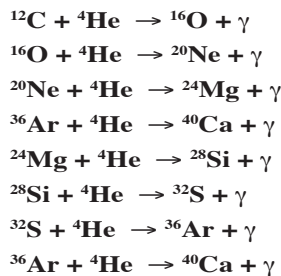 ¹²C + ⁴He → ¹⁶O + γ
¹⁶O + ⁴He → ²⁰Ne + γ
²⁰Ne + ⁴He → ²⁴Mg + γ
³⁶Ar + ⁴He → ⁴⁰Ca + γ
²⁴Mg + ⁴He → ²⁸Si + γ
²⁸Si + ⁴He → ³²S + γ
³²S + ⁴He → ³⁶Ar + γ
³⁶Ar + ⁴He → ⁴⁰Ca + γ